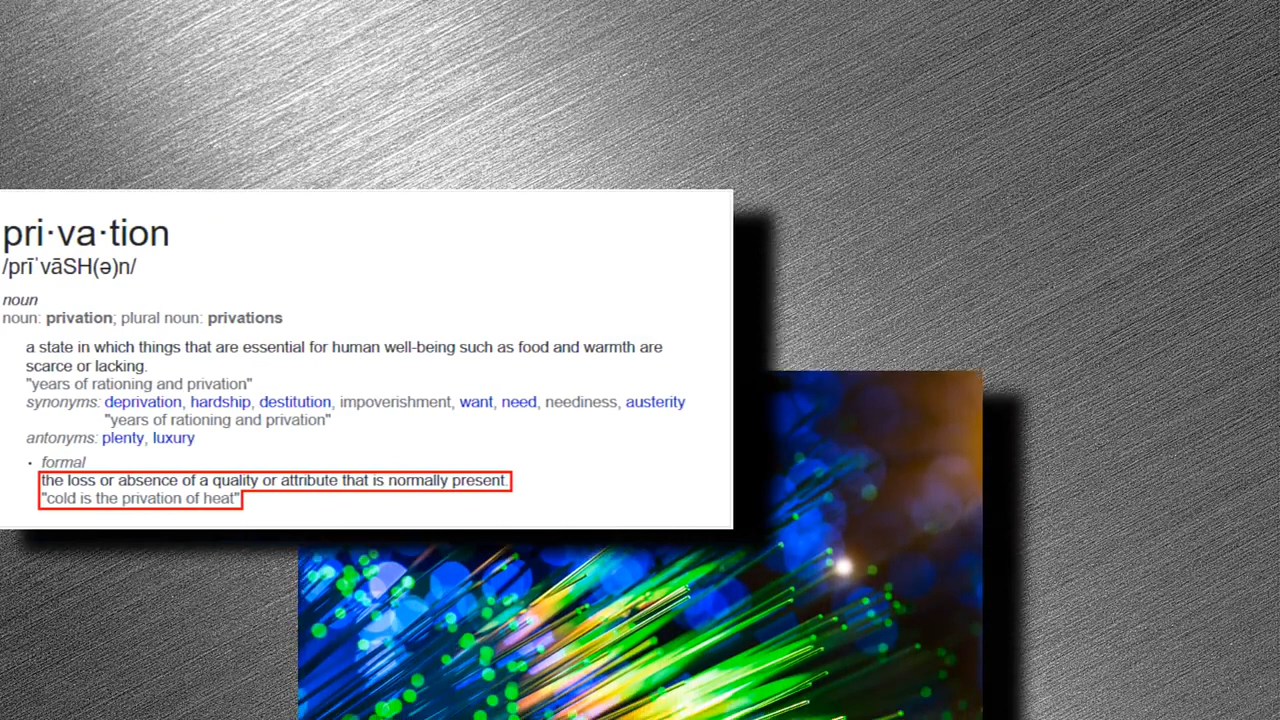 pri·va·tion
/prīˈvāSH(ə)n/
noun
noun: privation; plural noun: privations
a state in which things that are essential for human well-being such as food and warmth are
scarce or lacking.
"years of rationing and privation"
synonyms: deprivation, hardship, destitution, impoverishment, want, need, neediness, austerity
"years of rationing and privation"
antonyms: plenty, luxury
• formal
the loss or absence of a quality or attribute that is normally present.
"cold is the privation of heat"